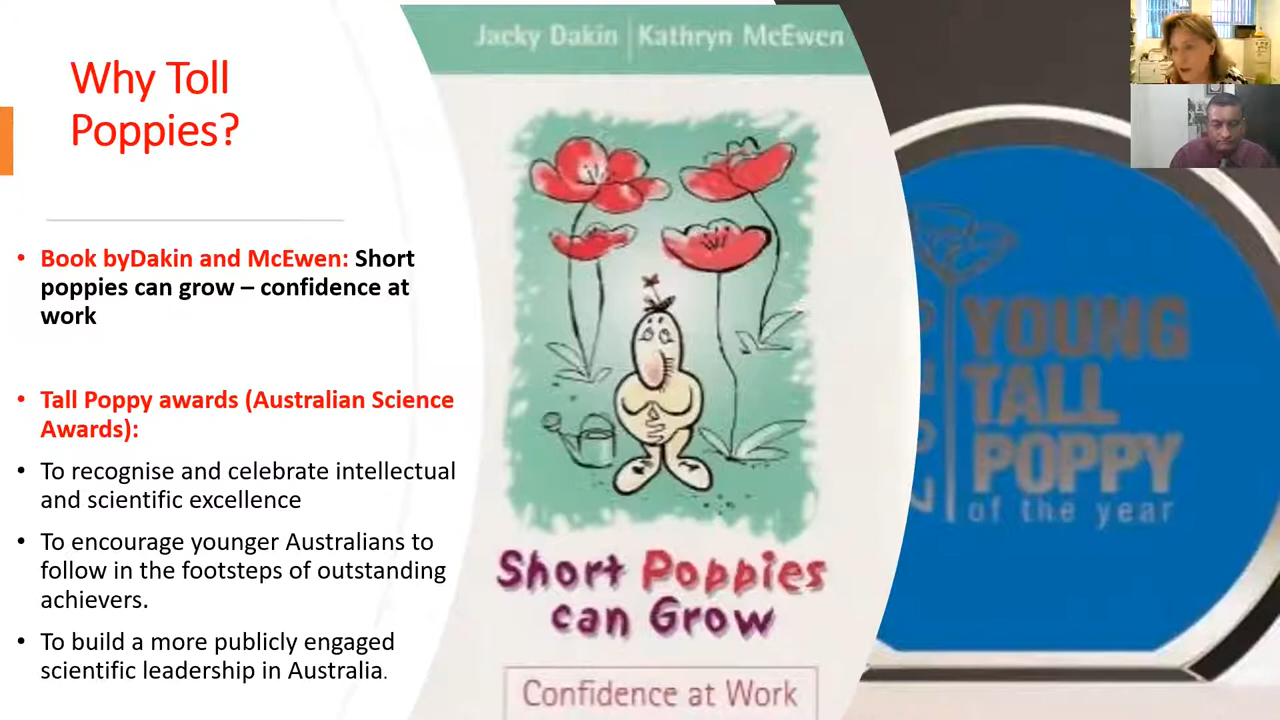 Why Toll
Poppies?
• Book byDakin and McEwen: Short
poppies can grow – confidence at
work
• Tall Poppy awards (Australian Science
Awards):
• To recognise and celebrate intellectual
and scientific excellence
• To encourage younger Australians to
follow in the footsteps of outstanding
achievers.
• To build a more publicly engaged
scientific leadership in Australia.
Jacky Dakin | Kathryn McEwen
Short Poppies
can Grow
Confidence at Work
YOUNG
TALL
POPPY
of the year